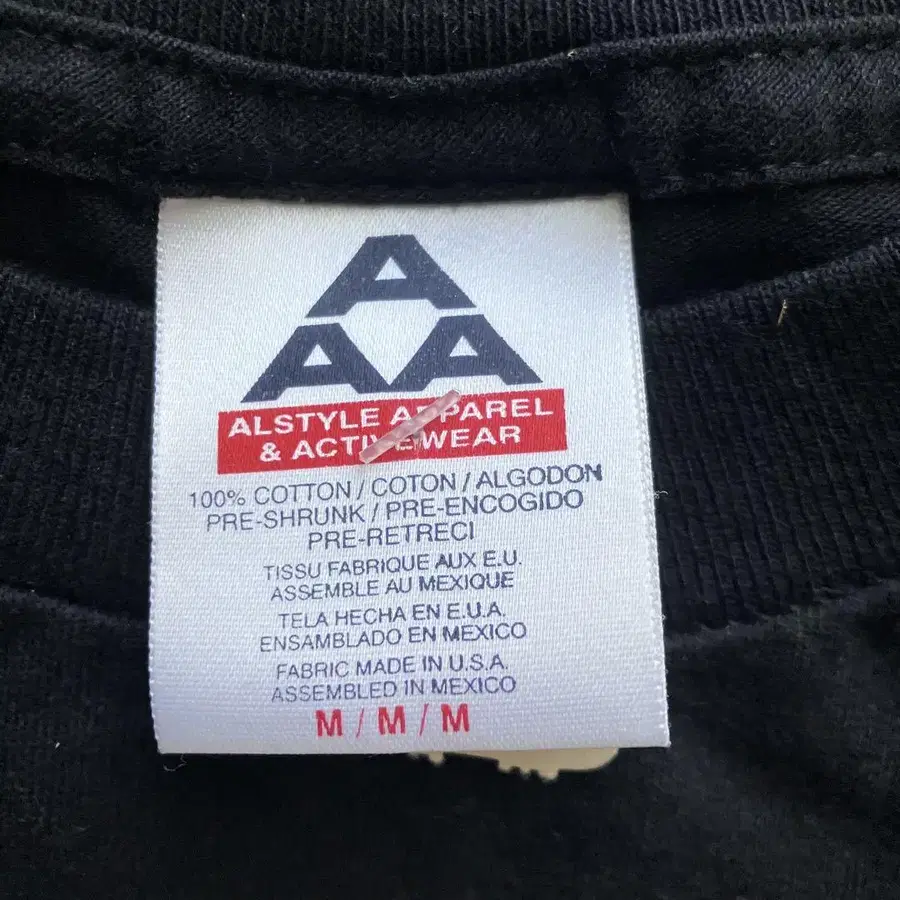 A
AA
ALSTYLE APPAREL
& ACTIVEWEAR
100% COTTON / COTON / ALGODON
PRE-SHRUNK / PRE-ENCOGIDO
PRE-RETRECI
TISSU FABRIQUE AUX E.U.
ASSEMBLE AU MEXIQUE
TELA HECHA EN E.U.A.
ENSAMBLADO EN MEXICO
FABRIC MADE IN U.S.A.
ASSEMBLED IN MEXICO
M / M / M